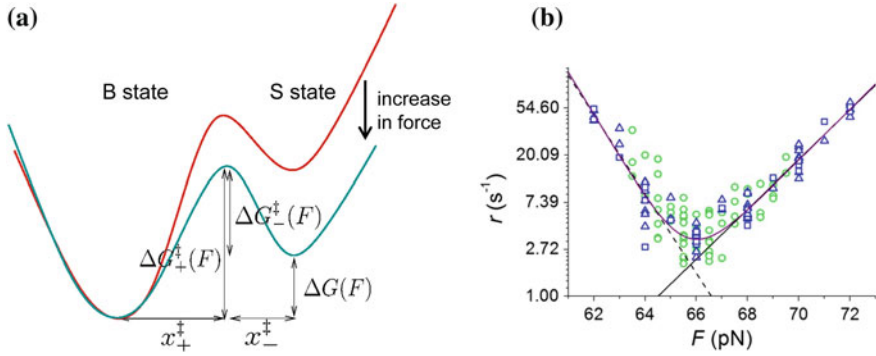 (a)
B state
S state
increase
in force
ΔG‡₋(F)
ΔG‡₊(F)
ΔG(F)
x‡₊
x‡₋
(b)
r (s⁻¹)
54.60
20.09
7.39
2.72
1.00
62 64 66 68 70 72
F (pN)